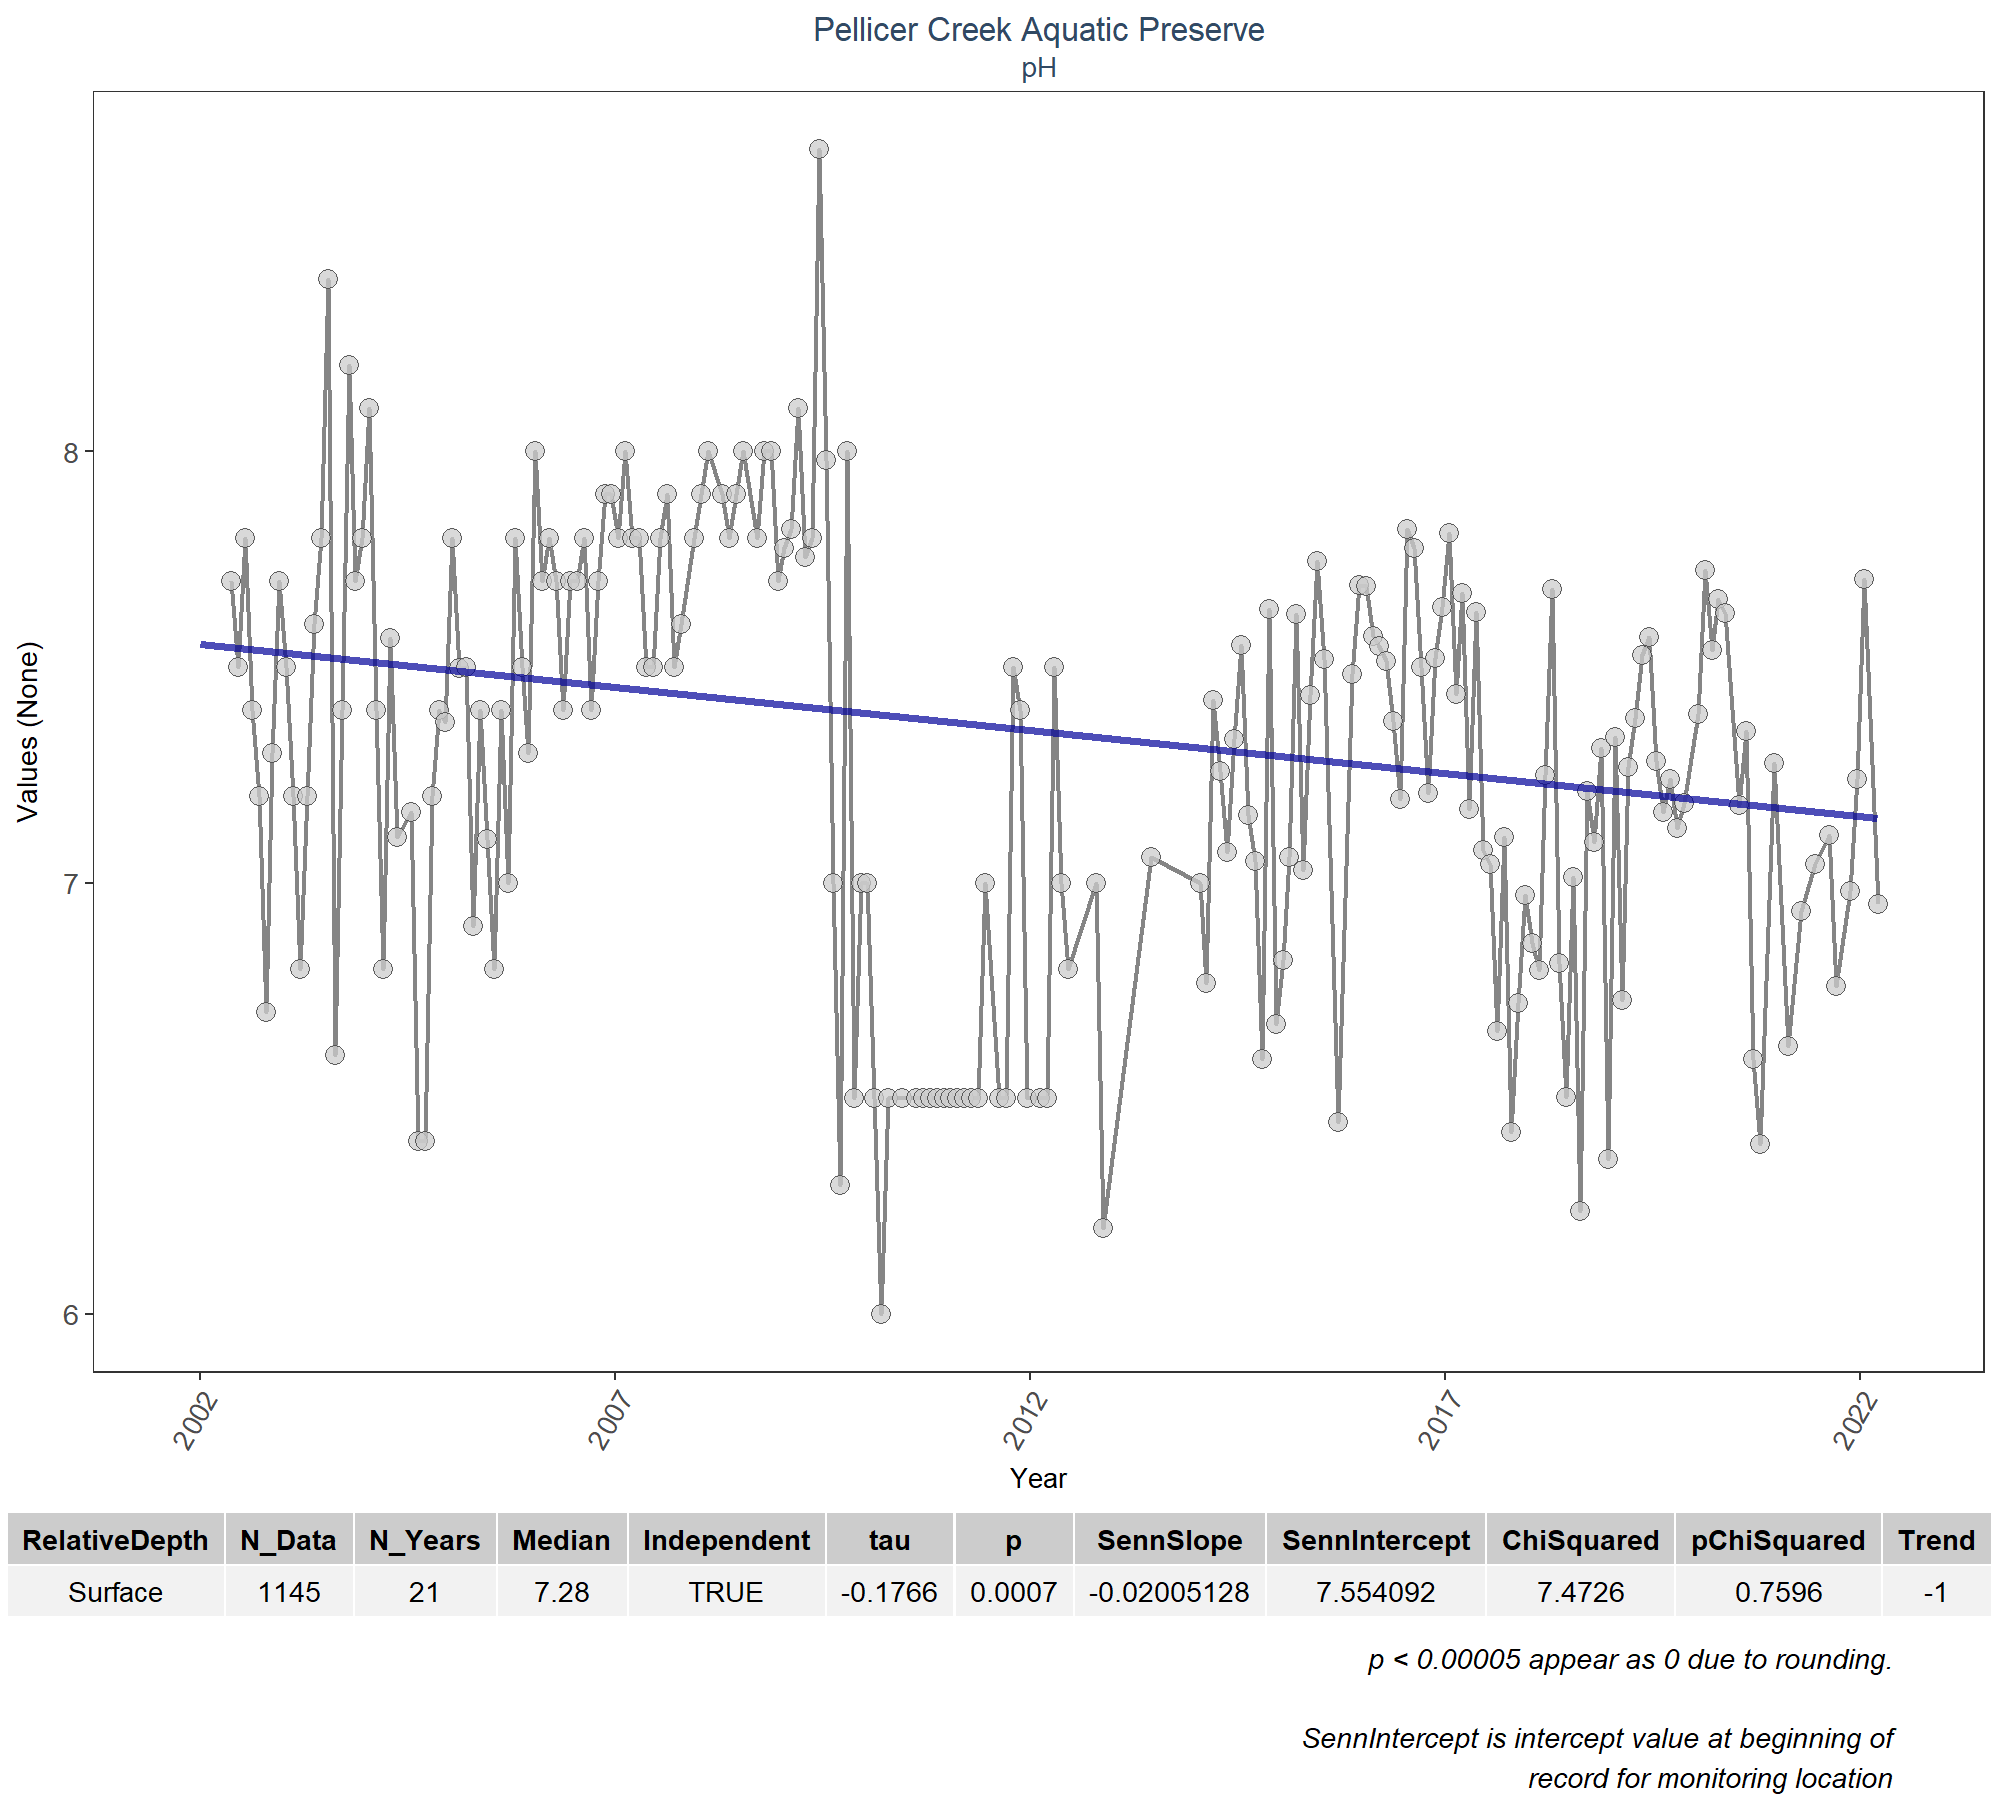 Pellicer Creek Aquatic Preserve
pH
Values (None)
8
7
6
2002 2007 2012 2017 2022
Year
RelativeDepth N_Data N_Years Median Independent tau p SennSlope SennIntercept ChiSquared pChiSquared Trend
Surface 1145 21 7.28 TRUE -0.1766 0.0007 -0.02005128 7.554092 7.4726 0.7596 -1
p < 0.00005 appear as 0 due to rounding.
SennIntercept is intercept value at beginning of
record for monitoring location